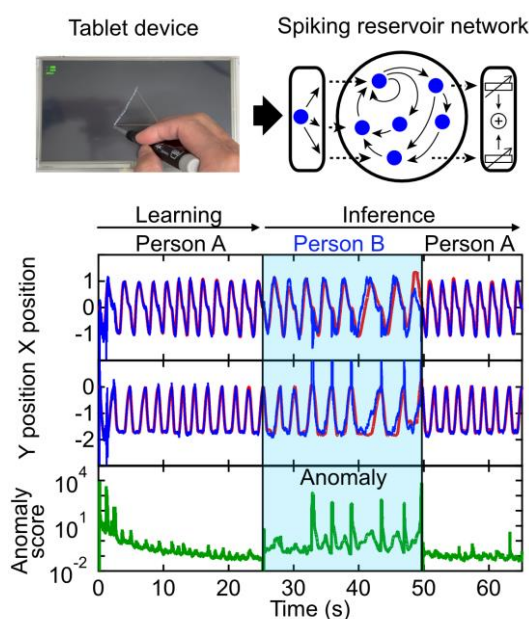 Tablet device
Spiking reservoir network
+
Learning
Inference
Person A
Person B
Person A
X position
1
0
-1
Y position
0
-1
-2
Anomaly
Anomaly score
10^4
10^1
10^-2
0 10 20 30 40 50 60
Time (s)